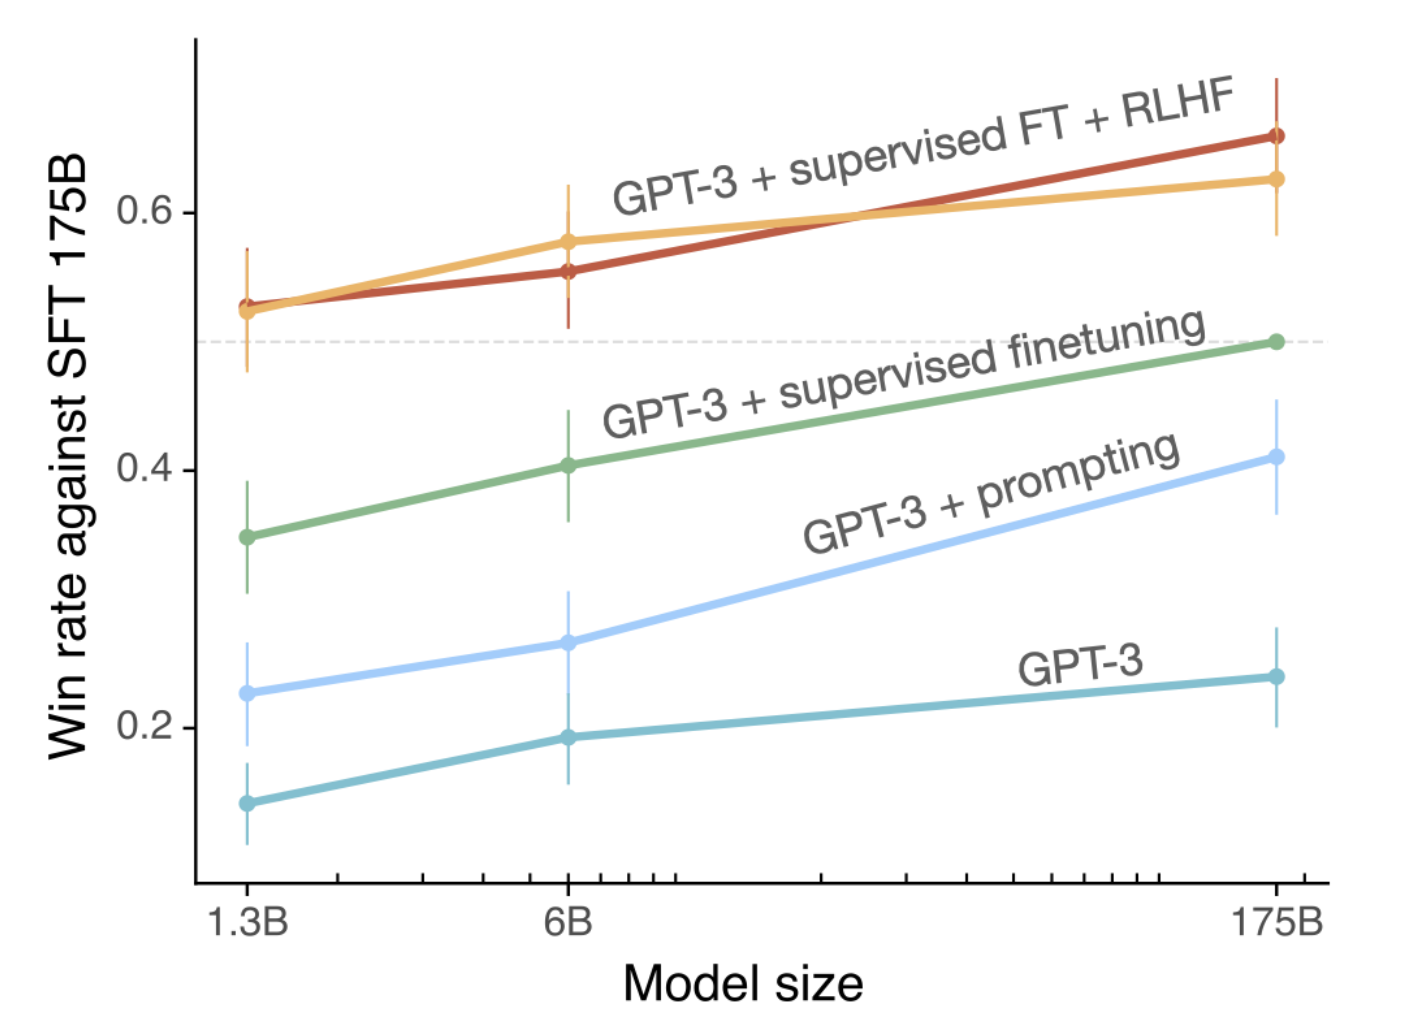 Win rate against SFT 175B
0.6
0.4
0.2
GPT-3 + supervised FT + RLHF
GPT-3 + supervised finetuning
GPT-3 + prompting
GPT-3
1.3B
6B
175B
Model size